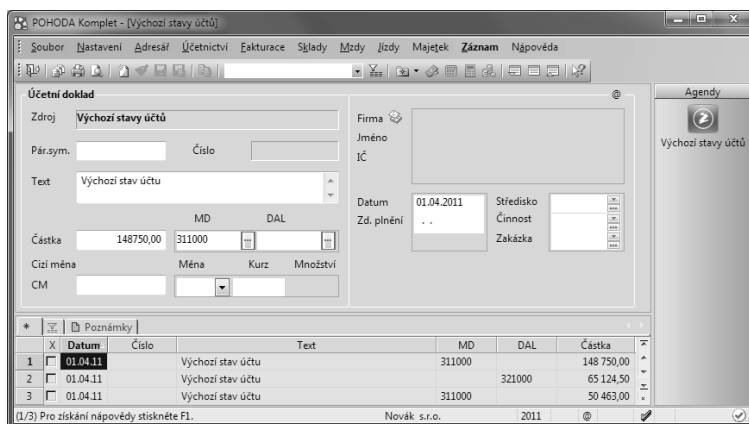 POHODA Komplet - [Výchozí stavy účtů]
Soubor Nastavení Adresář Účetnictví Fakturace Sklady Mzdy Jízdy Majetek Záznam Nápověda
Účetní doklad @
Zdroj Výchozí stavy účtů
Pár.sym. Číslo
Text Výchozí stav účtu
MD DAL
Částka 148750,00 311000
Cizí měna Měna Kurz Množství
CM
Firma
Jméno
IČ
Datum 01.04.2011 Středisko
Zd. plnění . . Činnost
Zakázka
Agendy
Výchozí stavy účtů
* Poznámky
X Datum Číslo Text MD DAL Částka
1 01.04.11 Výchozí stav účtu 311000 148 750,00
2 01.04.11 Výchozí stav účtu 321000 65 124,50
3 01.04.11 Výchozí stav účtu 311000 50 463,00
(1/3) Pro získání nápovědy stiskněte F1. Novák s.r.o. 2011 @